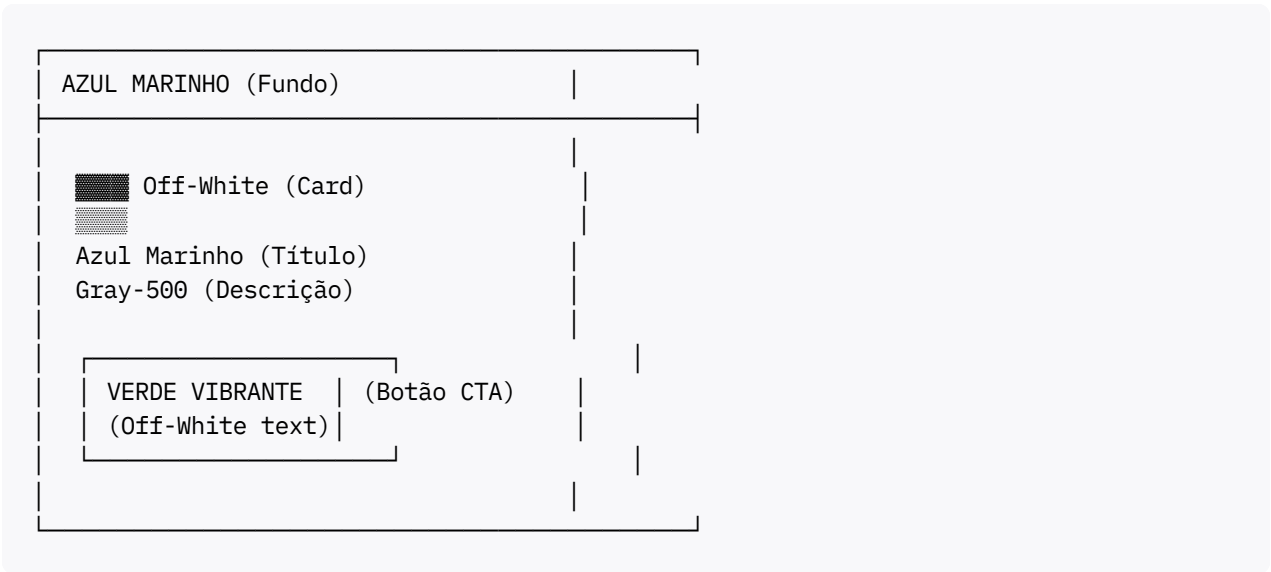 AZUL MARINHO (Fundo)
Off-White (Card)
Azul Marinho (Título)
Gray-500 (Descrição)
VERDE VIBRANTE (Botão CTA)
(Off-White text)